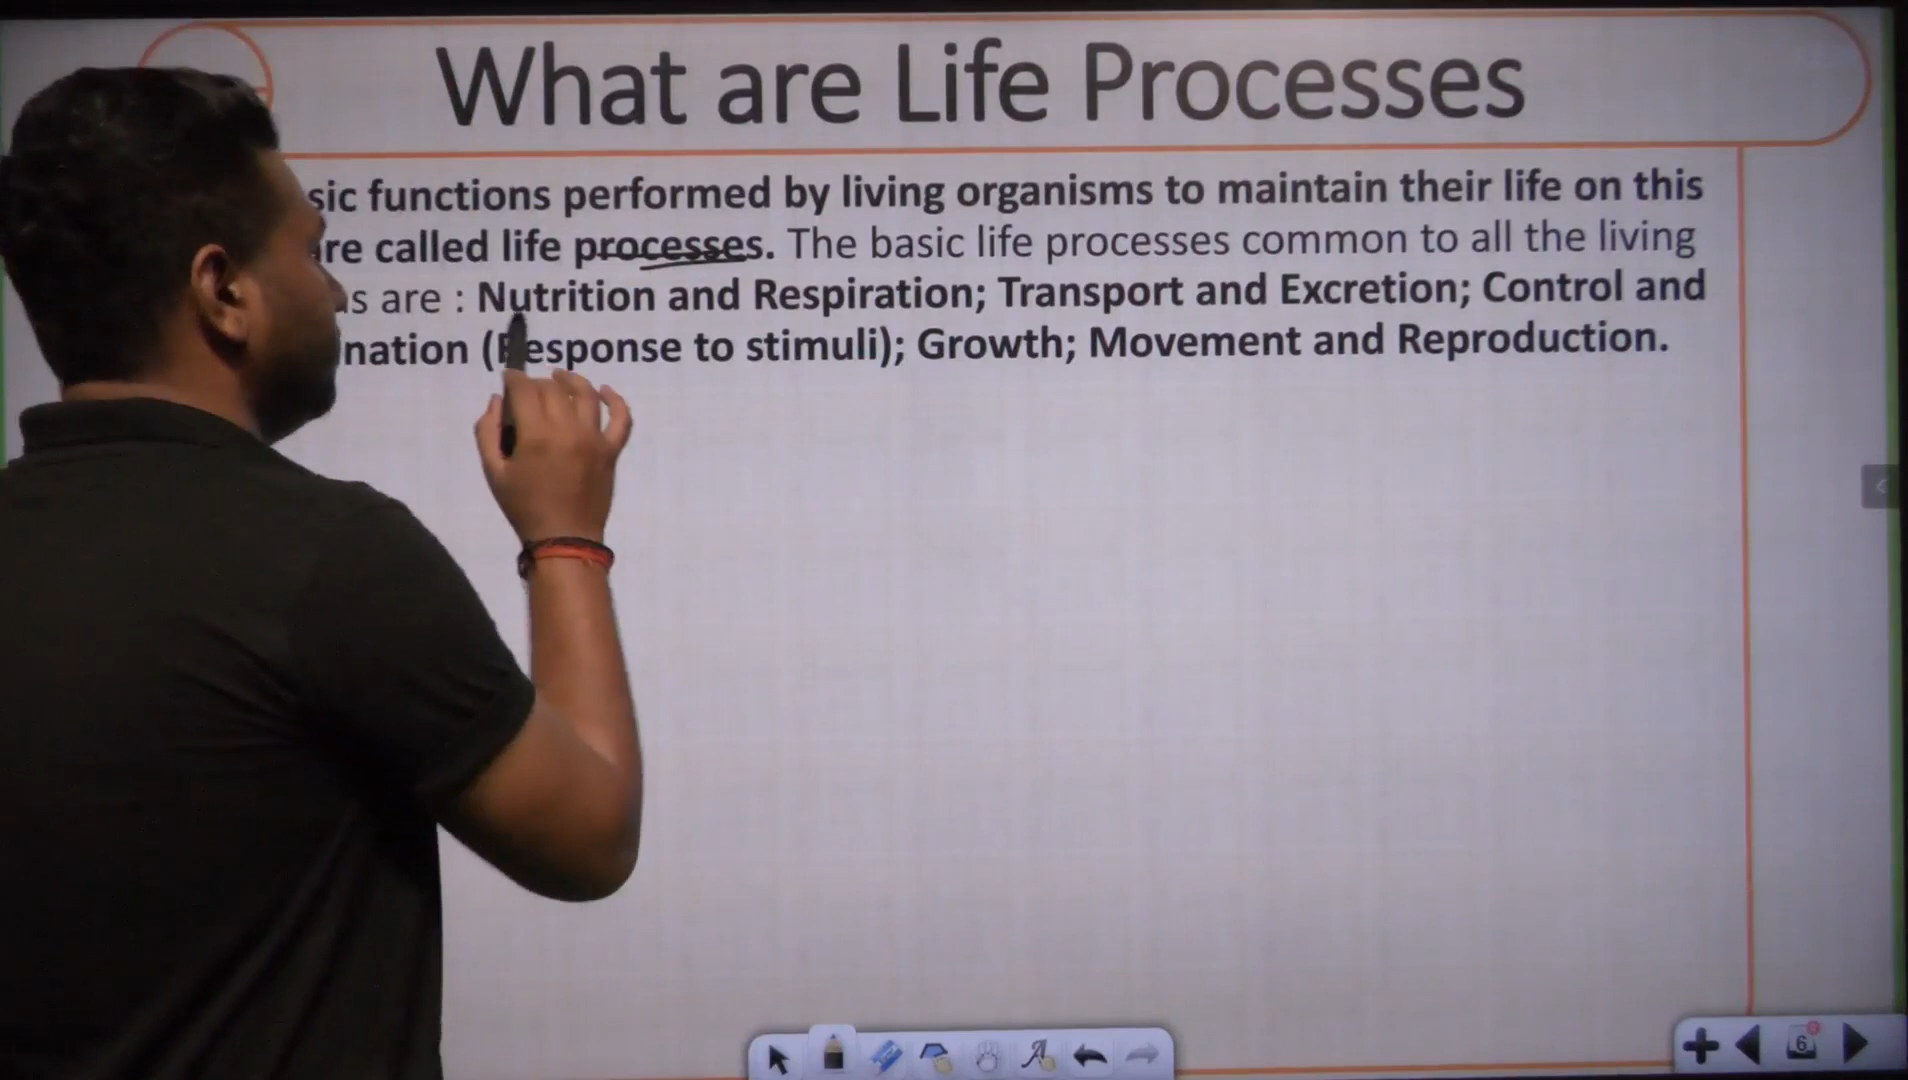 What are Life Processes
sic functions performed by living organisms to maintain their life on this
re called life processes. The basic life processes common to all the living
s are : Nutrition and Respiration; Transport and Excretion; Control and
nation (Response to stimuli); Growth; Movement and Reproduction.
6